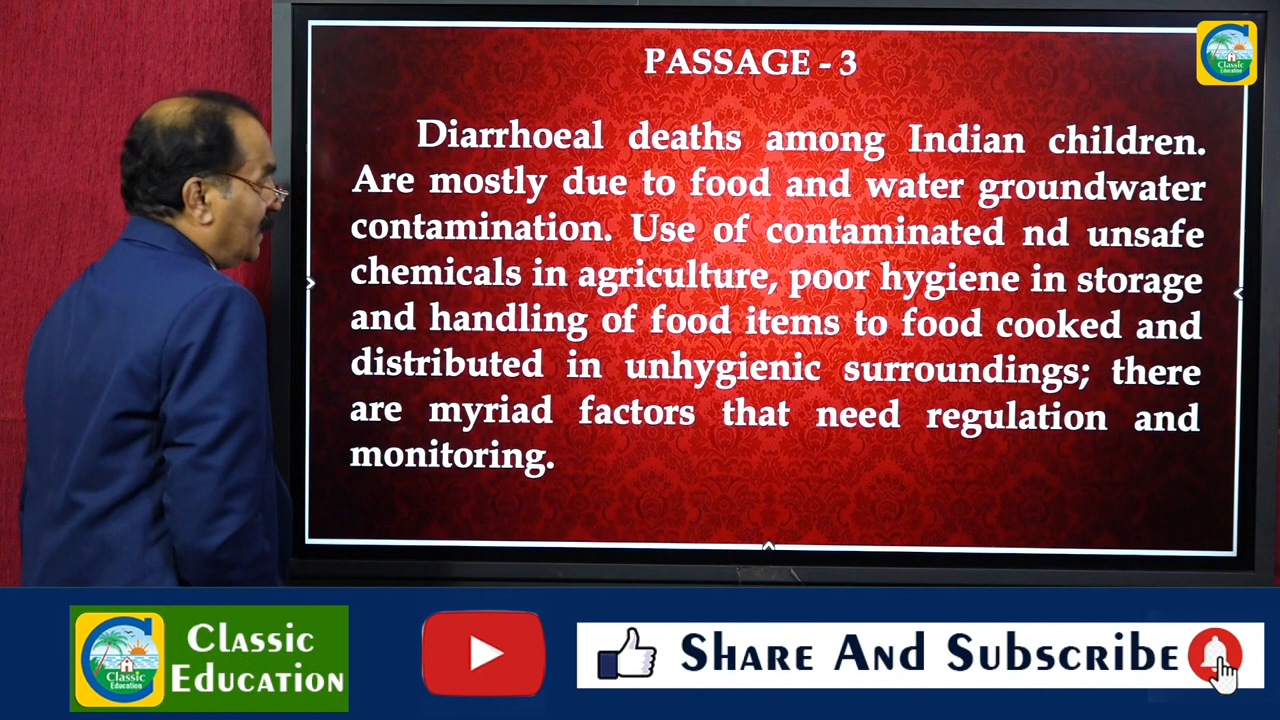 PASSAGE - 3
Classic
Education
Diarrhoeal deaths among Indian children.
Are mostly due to food and water groundwater
contamination. Use of contaminated nd unsafe
chemicals in agriculture, poor hygiene in storage
and handling of food items to food cooked and
distributed in unhygienic surroundings; there
are myriad factors that need regulation and
monitoring.
Classic
Education
CLASSIC
EDUCATION
SHARE AND SUBSCRIBE